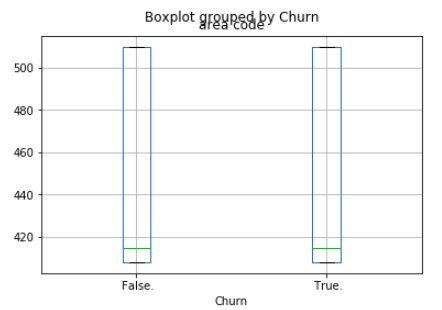 Boxplot grouped by Churn
area code
500
480
460
440
420
False.
True.
Churn